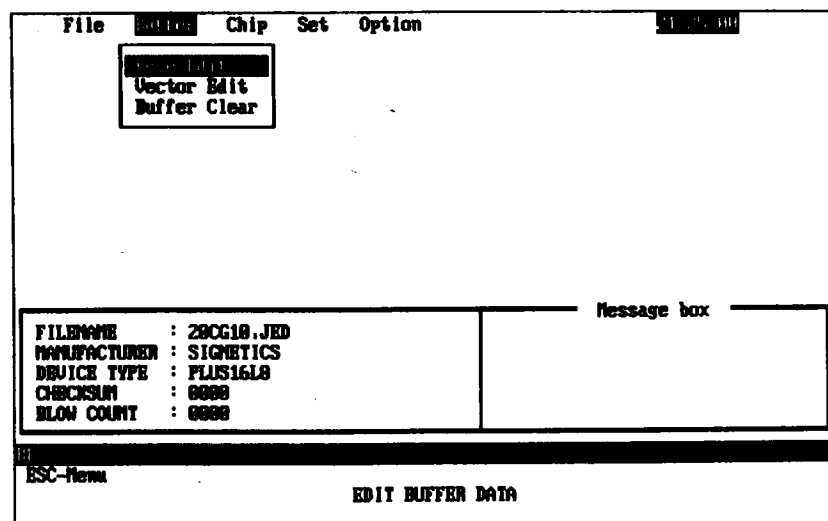 File Chip Set Option
Vector Edit
Buffer Clear
Message box
FILENAME : 20CG10.JED
MANUFACTURER : SIGNETICS
DEVICE TYPE : PLUS16L8
CHECKSUM : 0000
BLOW COUNT : 0000
ESC-Menu
EDIT BUFFER DATA